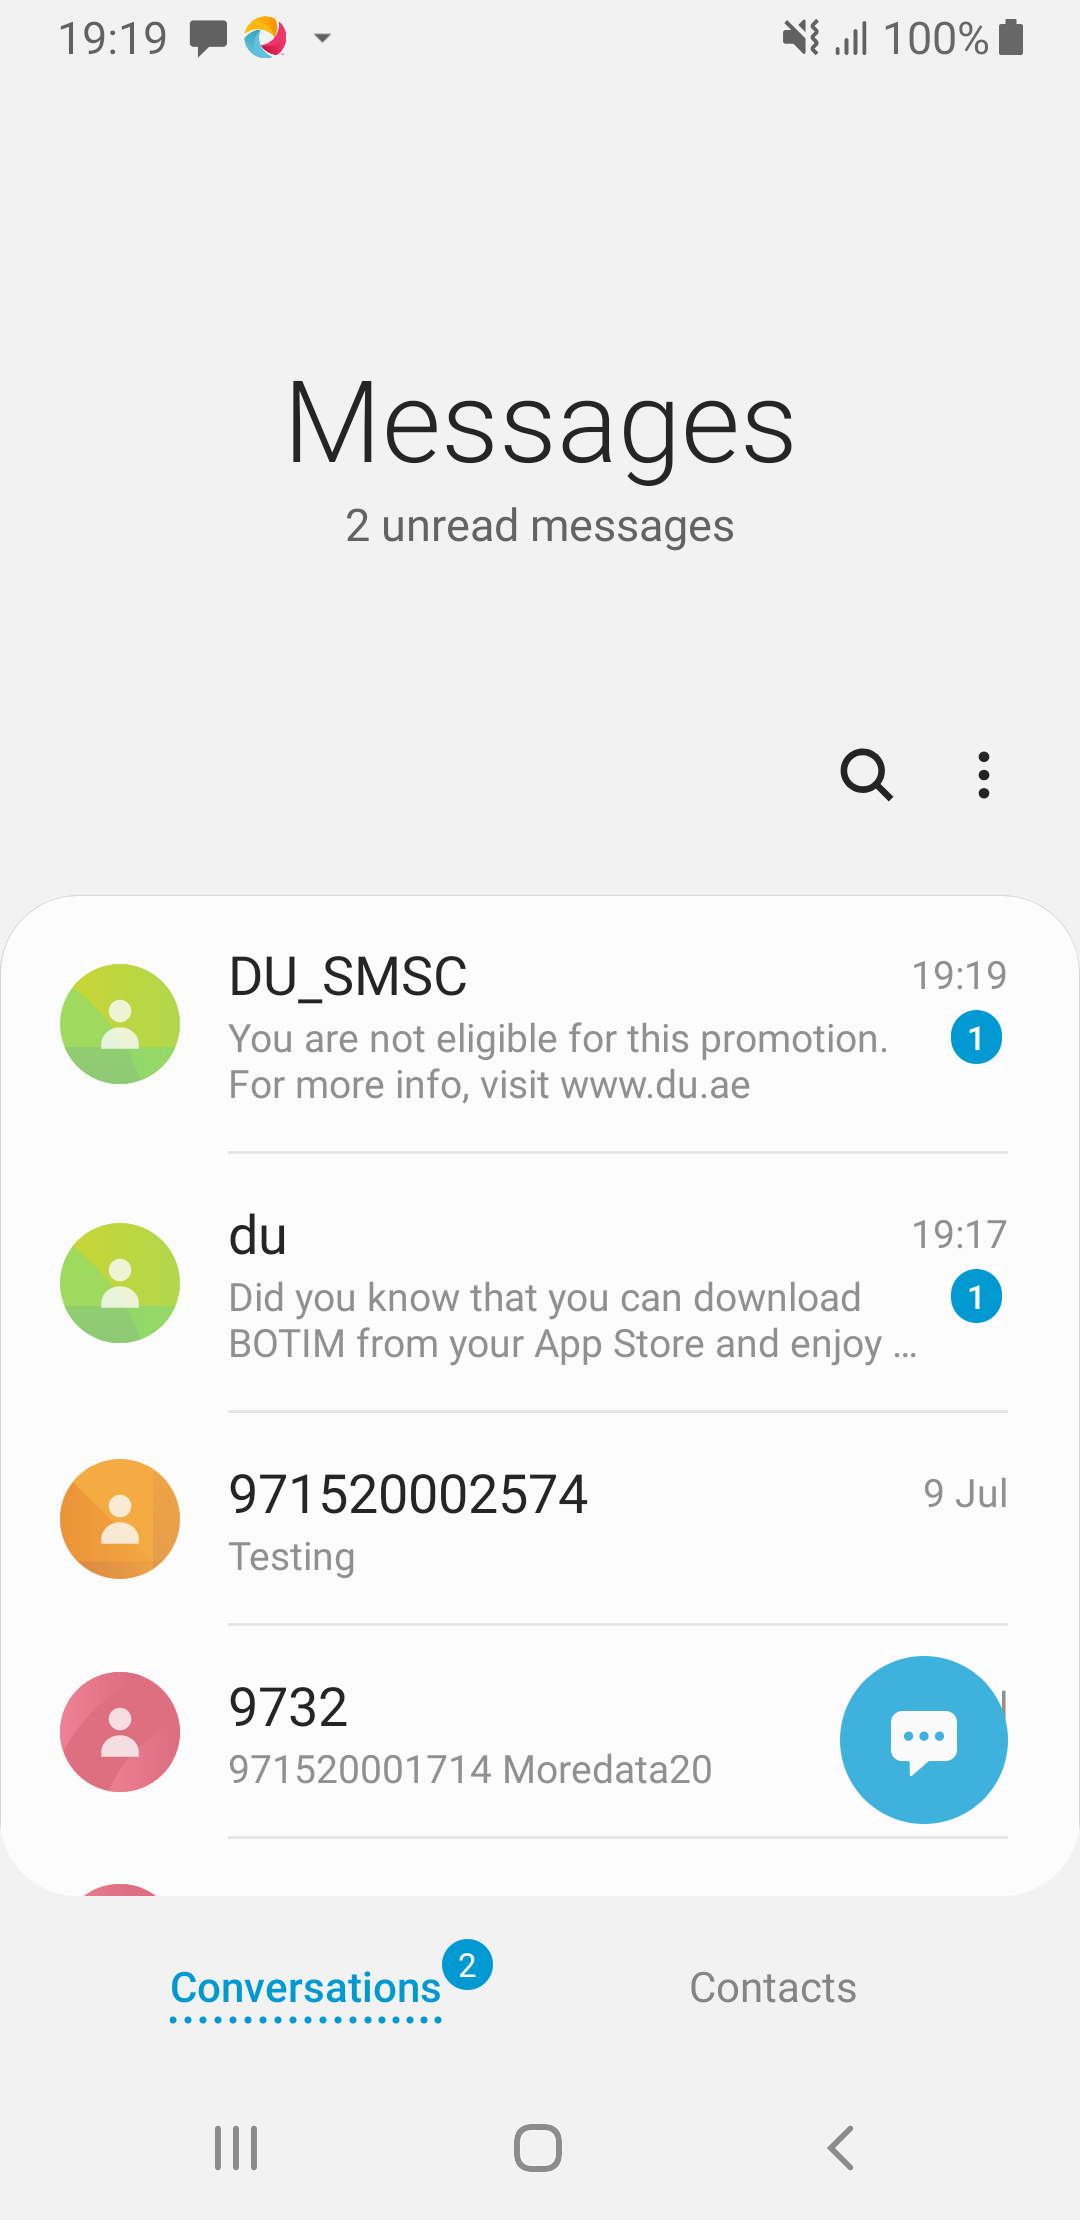 19:19
100%
Messages
2 unread messages
DU_SMSC
19:19
You are not eligible for this promotion.
1
For more info, visit www.du.ae
du
19:17
Did you know that you can download
1
BOTIM from your App Store and enjoy ...
971520002574
9 Jul
Testing
9732
971520001714 Moredata20
Conversations
2
Contacts